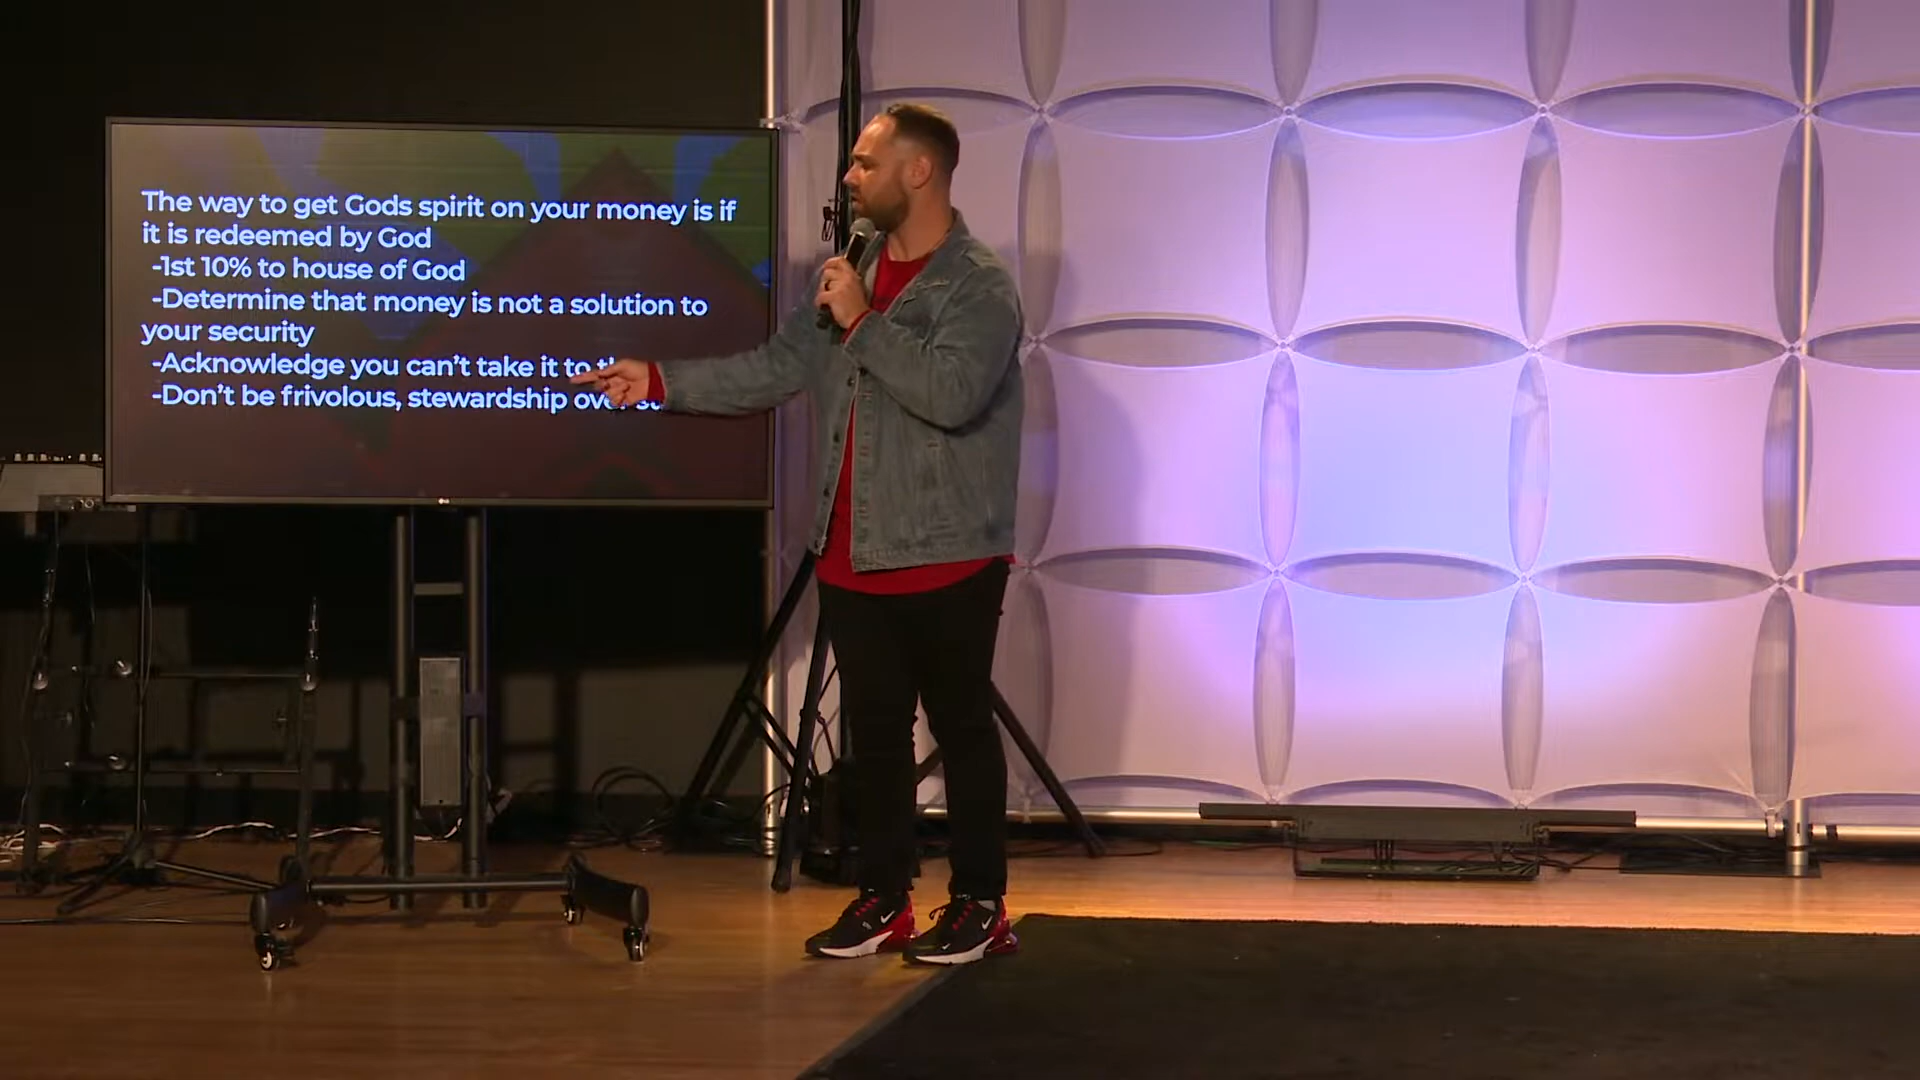 The way to get Gods spirit on your money is if
it is redeemed by God
-1st 10% to house of God
-Determine that money is not a solution to
your security
-Acknowledge you can't take it to
-Don't be frivolous, stewardship
LG